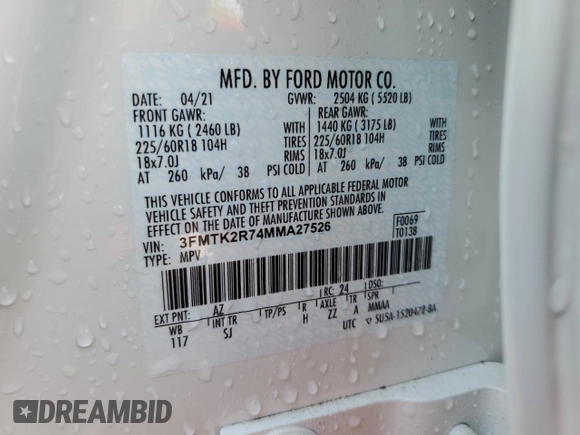 MFD. BY FORD MOTOR CO.
DATE: 04/21 GVWR: 2504 KG ( 5520 LB)
FRONT GAWR: REAR GAWR:
1116 KG ( 2460 LB) WITH 1440 KG ( 3175 LB) WITH
225/60R18 104H TIRES 225/60R18 104H TIRES
18x7.0J RIMS 18x7.0J RIMS
AT 260 kPa/ 38 PSI COLD AT 260 kPa/ 38 PSI COLD
THIS VEHICLE CONFORMS TO ALL APPLICABLE FEDERAL MOTOR
VEHICLE SAFETY AND THEFT PREVENTION STANDARDS IN
EFFECT ON THE DATE OF MANUFACTURE SHOWN ABOVE.
VIN: 3FMTK2R74MMA27526 F0069
TYPE: MPV T0138
EXT PNT: AZ RC: 24 DSO:
WB INT TR TP/PS R AXLE TR SPR
117 SJ H ZZ A MMAA
UTC
DREAMBID